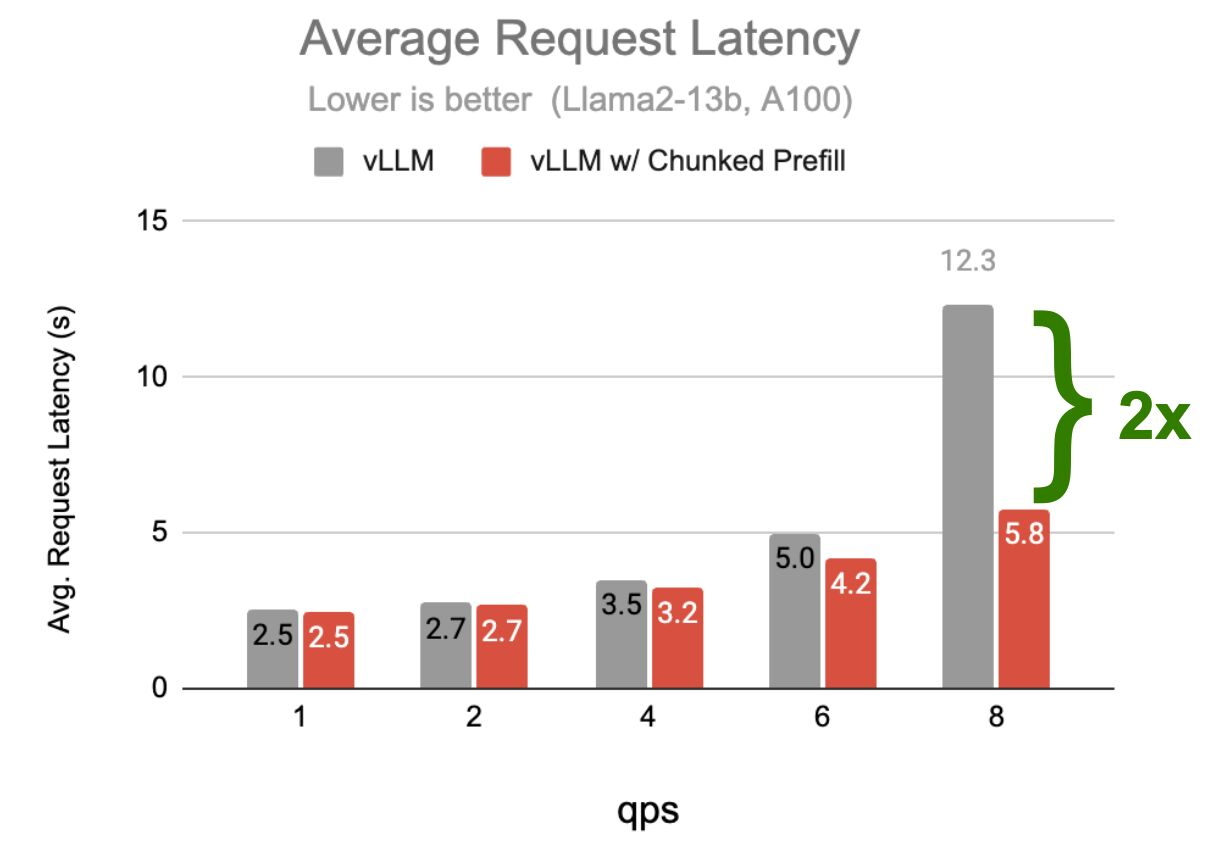 Average Request Latency
Lower is better (Llama2-13b, A100)
vLLM vLLM w/ Chunked Prefill
Avg. Request Latency (s)
15
12.3
10
2x
5
5.8
5.0
4.2
3.5
3.2
2.5 2.5 2.7 2.7
0
1 2 4 6 8
qps